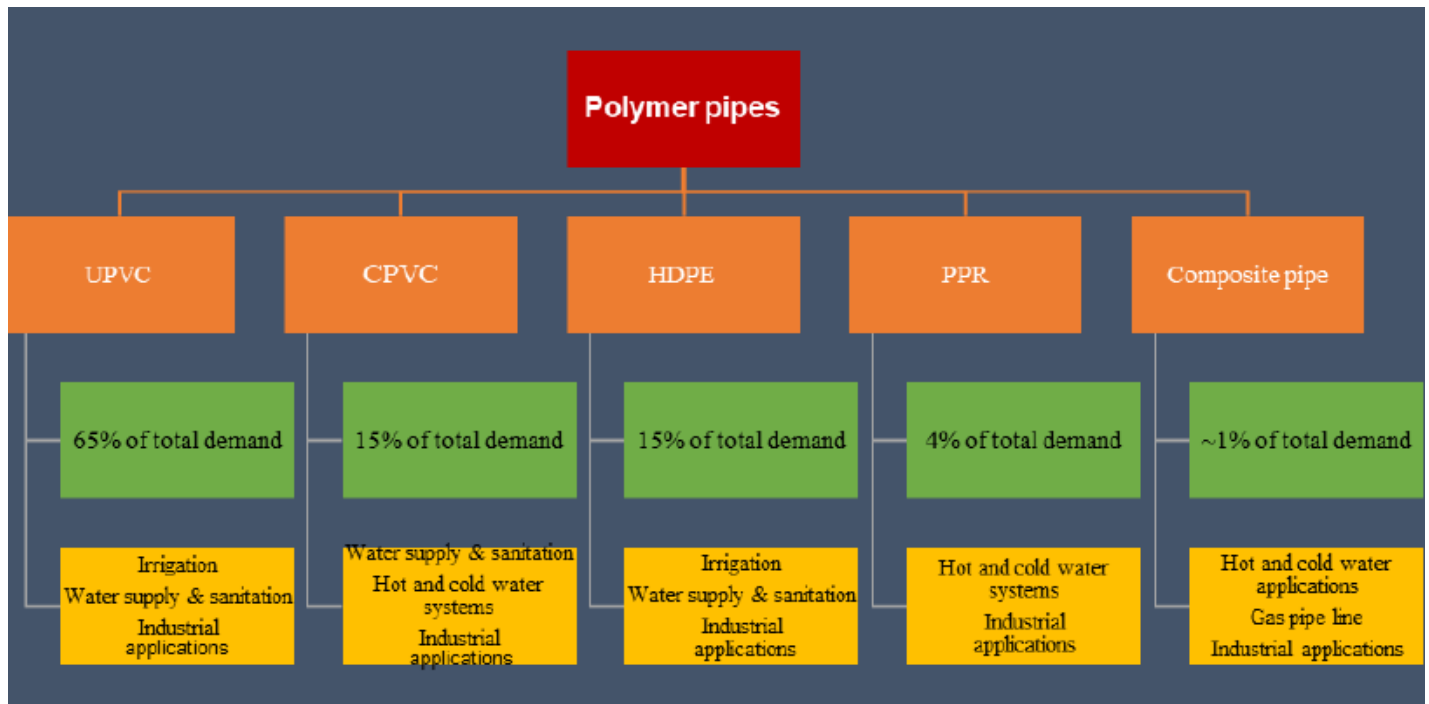 Polymer pipes
UPVC
CPVC
HDPE
PPR
Composite pipe
65% of total demand
15% of total demand
15% of total demand
4% of total demand
~1% of total demand
Irrigation
Water supply & sanitation
Industrial
applications
Water supply & sanitation
Hot and cold water
systems
Industrial
applications
Irrigation
Water supply & sanitation
Industrial
applications
Hot and cold water
systems
Industrial
applications
Hot and cold water
applications
Gas pipe line
Industrial applications